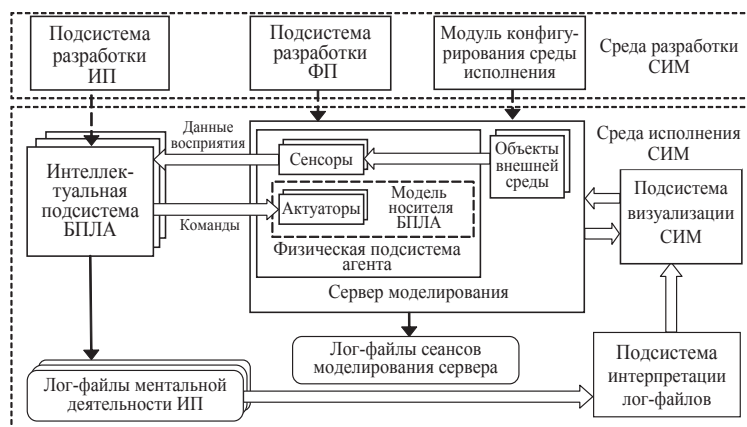 Подсистема
разработки
ИП
Подсистема
разработки
ФП
Модуль конфигу-
рирования среды
исполнения
Среда разработки
СИМ
Данные
восприятия
Интеллек-
туальная
подсистема
БПЛА
Команды
Сенсоры
Объекты
внешней
среды
Актуаторы
Модель
носителя
БПЛА
Физическая подсистема
агента
Сервер моделирования
Среда исполнения
СИМ
Подсистема
визуализации
СИМ
Лог-файлы сеансов
моделирования сервера
Лог-файлы ментальной
деятельности ИП
Подсистема
интерпретации
лог-файлов